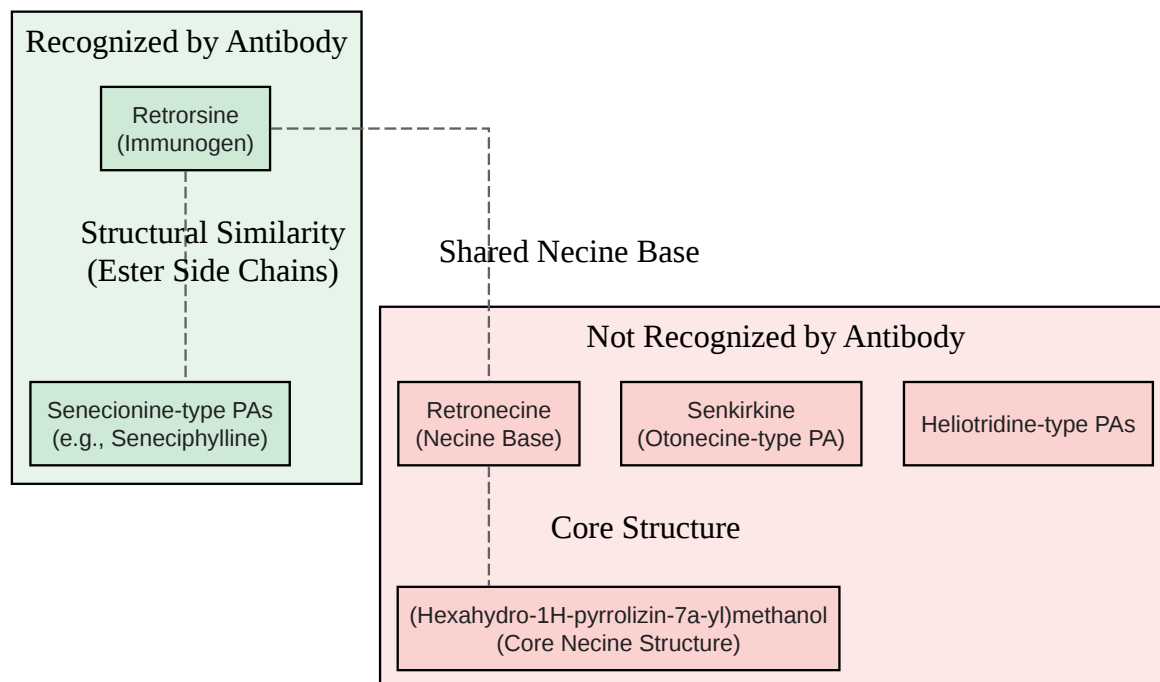 Recognized by Antibody
Retrorsine
(Immunogen)
Structural Similarity
(Ester Side Chains)
Shared Necine Base
Senecionine-type PAs
(e.g., Seneciphylline)
Not Recognized by Antibody
Retronecine
(Necine Base)
Senkirkine
(Otonecine-type PA)
Heliotridine-type PAs
Core Structure
(Hexahydro-1H-pyrrolizin-7a-yl)methanol
(Core Necine Structure)